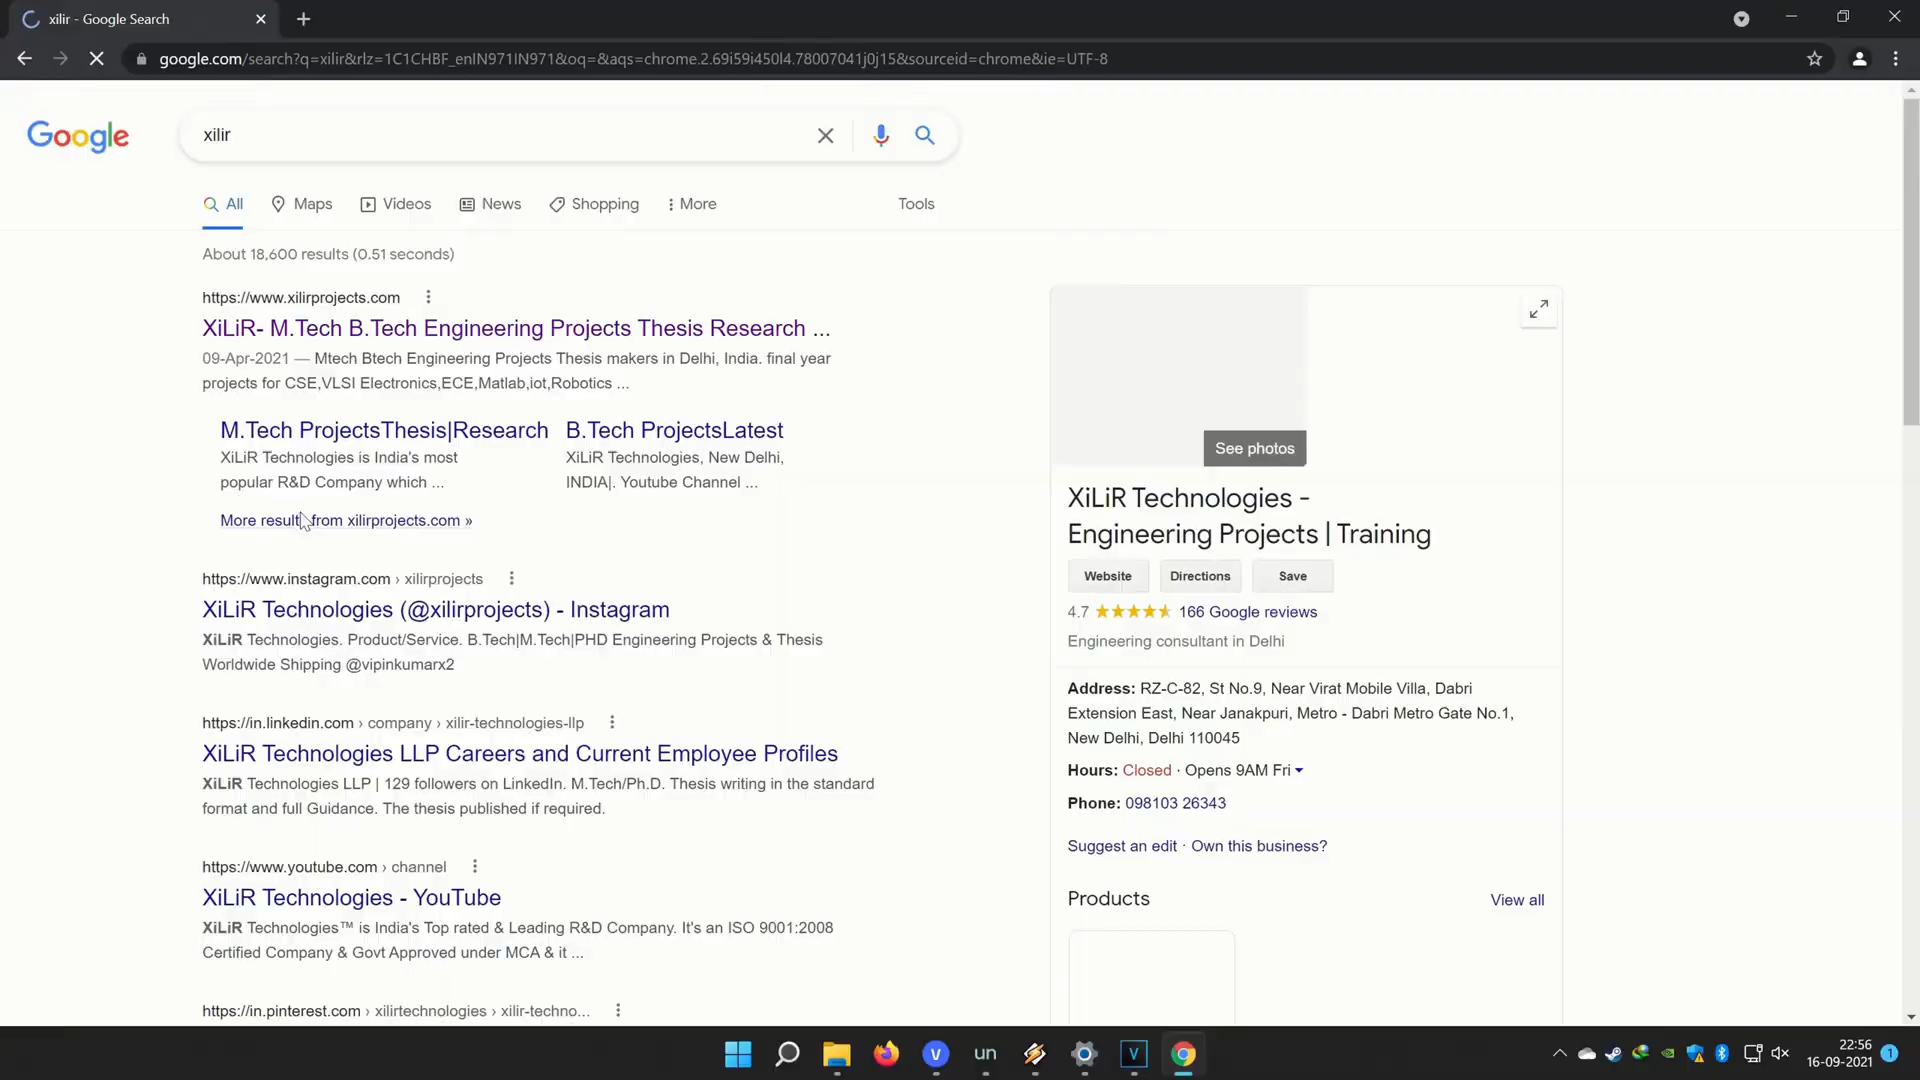 xilir - Google Search
google.com/search?q=xilir&rlz=1C1CHBF_enIN971IN971&oq=&aqs=chrome.2.69i59i450l4.78007041j0j15&sourceid=chrome&ie=UTF-8
Google
xilir
All
Maps
Videos
News
Shopping
More
Tools
About 18,600 results (0.51 seconds)
https://www.xilirprojects.com
XiLiR- M.Tech B.Tech Engineering Projects Thesis Research ...
09-Apr-2021 — Mtech Btech Engineering Projects Thesis makers in Delhi, India. final year
projects for CSE,VLSI Electronics,ECE,Matlab,iot,Robotics ...
M.Tech ProjectsThesis|Research
XiLiR Technologies is India's most
popular R&D Company which ...
B.Tech ProjectsLatest
XiLiR Technologies, New Delhi,
INDIA|. Youtube Channel ...
More results from xilirprojects.com »
https://www.instagram.com › xilirprojects
XiLiR Technologies (@xilirprojects) - Instagram
XiLiR Technologies. Product/Service. B.Tech|M.Tech|PHD Engineering Projects & Thesis
Worldwide Shipping @vipinkumarx2
https://in.linkedin.com › company › xilir-technologies-llp
XiLiR Technologies LLP Careers and Current Employee Profiles
XiLiR Technologies LLP | 129 followers on LinkedIn. M.Tech/Ph.D. Thesis writing in the standard
format and full Guidance. The thesis published if required.
https://www.youtube.com › channel
XiLiR Technologies - YouTube
XiLiR Technologies™ is India's Top rated & Leading R&D Company. It's an ISO 9001:2008
Certified Company & Govt Approved under MCA & it ...
https://in.pinterest.com › xilirtechnologies › xilir-techno...
See photos
XiLiR Technologies -
Engineering Projects | Training
Website
Directions
Save
4.7 166 Google reviews
Engineering consultant in Delhi
Address: RZ-C-82, St No.9, Near Virat Mobile Villa, Dabri
Extension East, Near Janakpuri, Metro - Dabri Metro Gate No.1,
New Delhi, Delhi 110045
Hours: Closed · Opens 9AM Fri
Phone: 098103 26343
Suggest an edit · Own this business?
Products
View all
V
un
V
22:56
16-09-2021
1